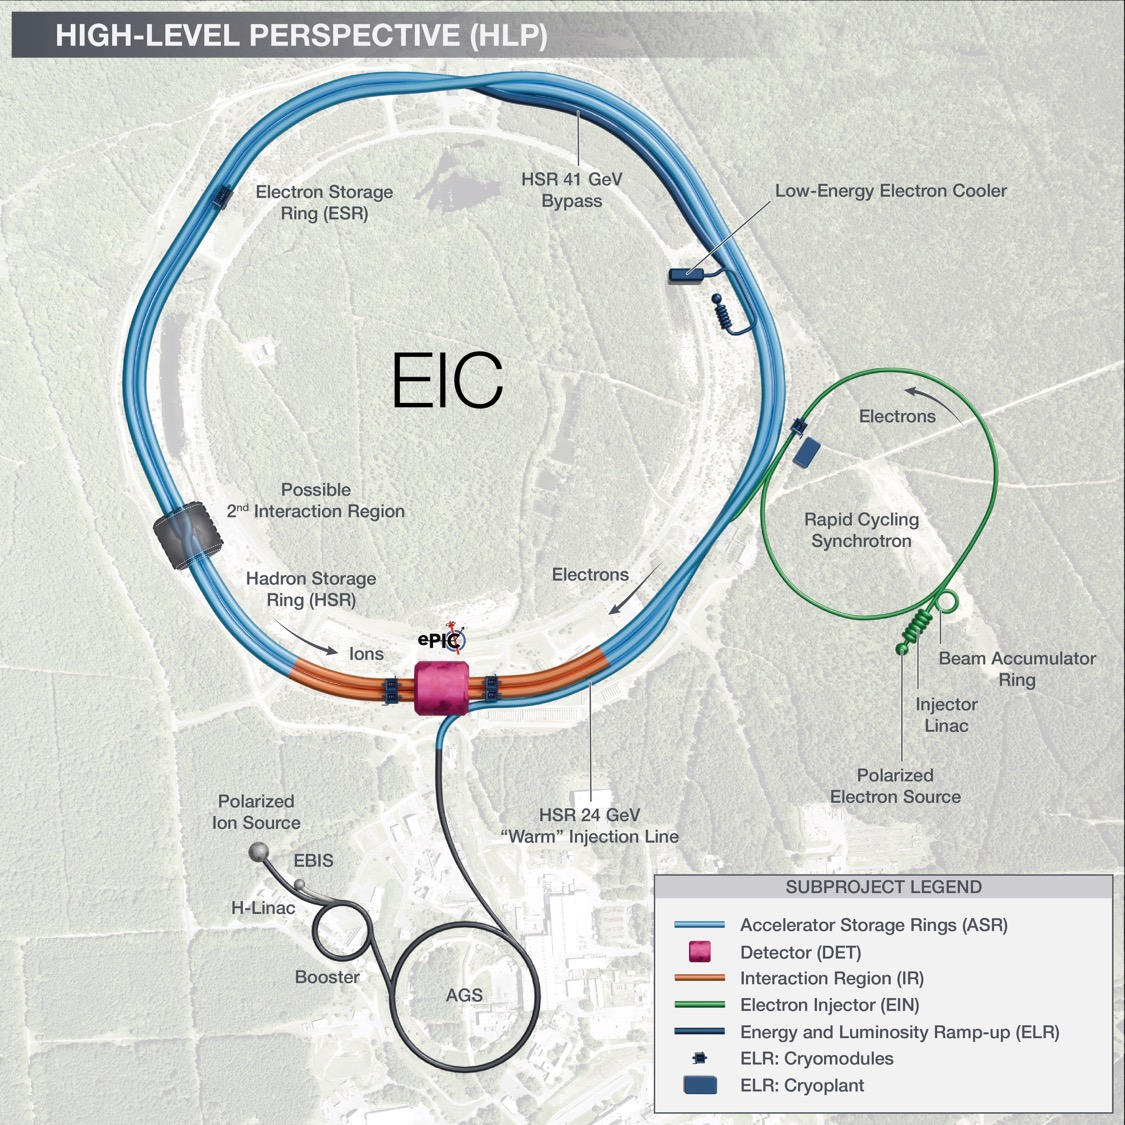 HIGH-LEVEL PERSPECTIVE (HLP)
Electron Storage
Ring (ESR)
HSR 41 GeV
Bypass
Low-Energy Electron Cooler
EIC
Electrons
Possible
2nd Interaction Region
Rapid Cycling
Synchrotron
Hadron Storage
Ring (HSR)
Electrons
Ions
ePIC
Beam Accumulator
Ring
Injector
Linac
Polarized
Electron Source
Polarized
Ion Source
HSR 24 GeV
“Warm” Injection Line
EBIS
H-Linac
Booster
AGS
SUBPROJECT LEGEND
Accelerator Storage Rings (ASR)
Detector (DET)
Interaction Region (IR)
Electron Injector (EIN)
Energy and Luminosity Ramp-up (ELR)
ELR: Cryomodules
ELR: Cryoplant